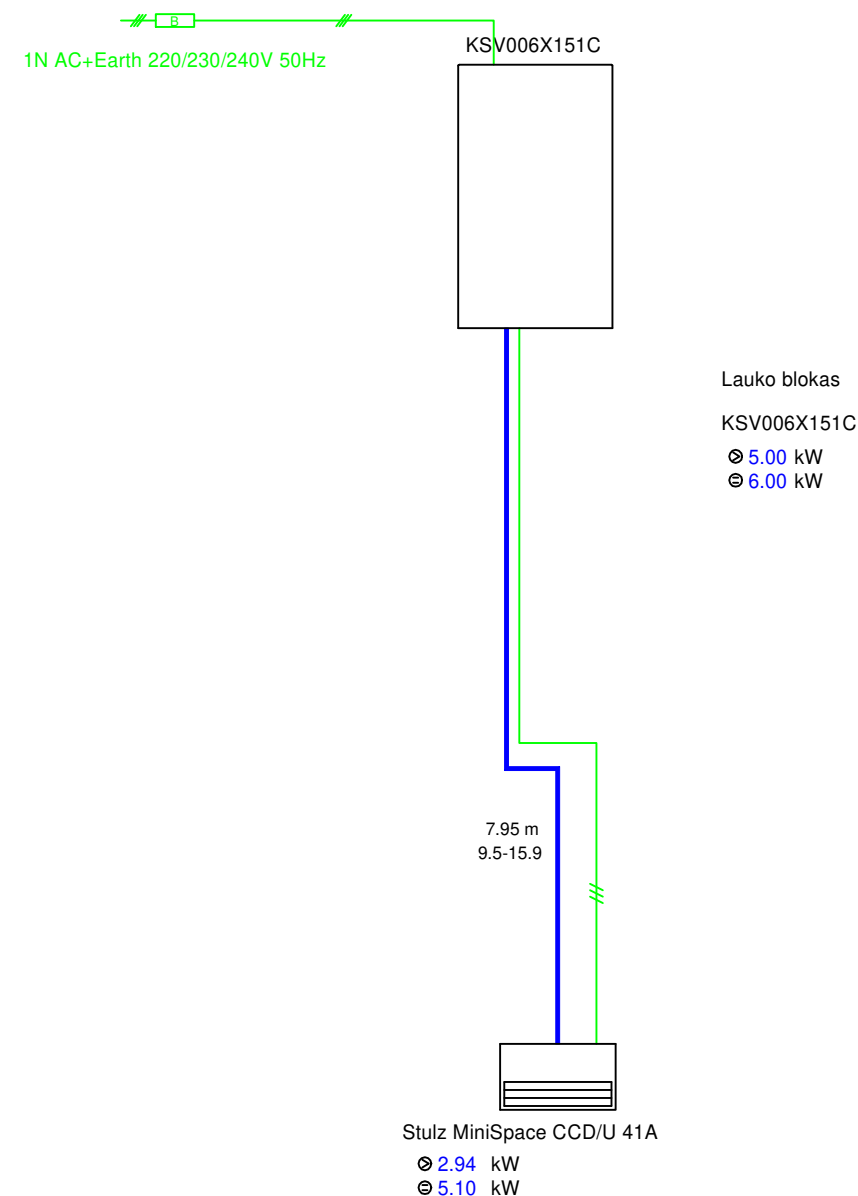 B
KSV006X151C
1N AC+Earth 220/230/240V 50Hz
Lauko blokas
KSV006X151C
5.00 kW
6.00 kW
7.95 m
9.5-15.9
Stulz MiniSpace CCD/U 41A
2.94 kW
5.10 kW